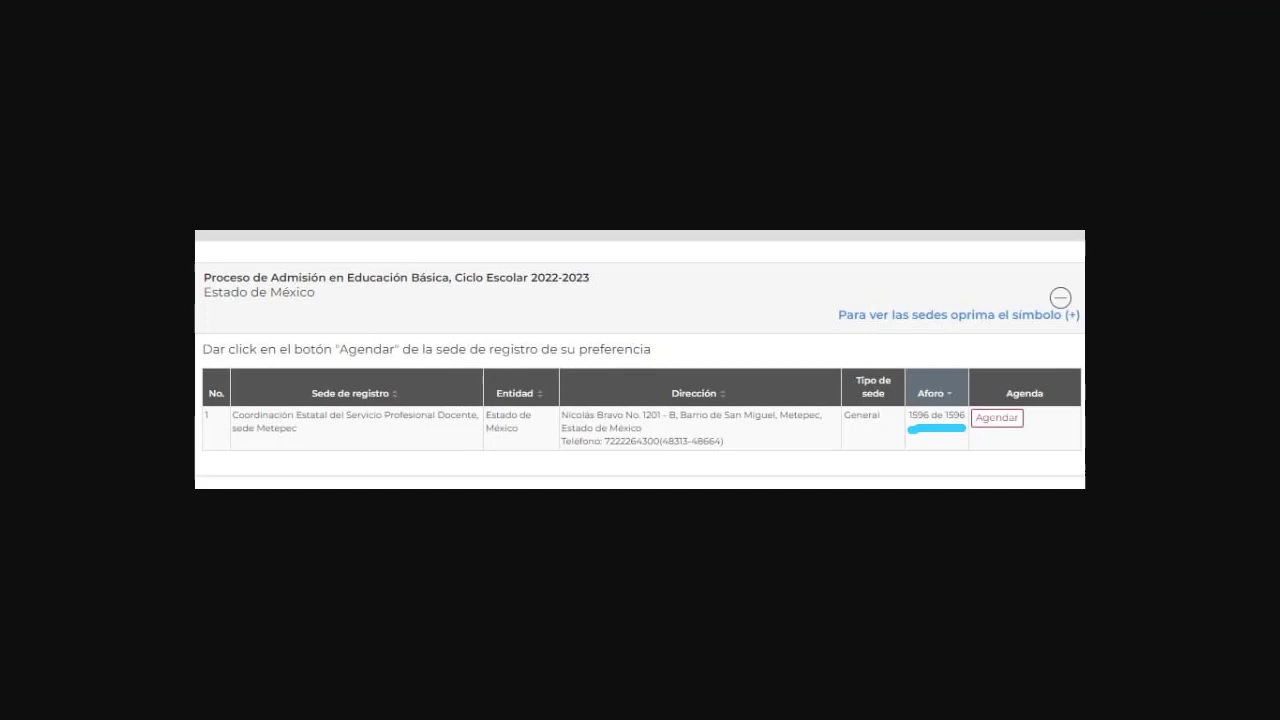 Proceso de Admisión en Educación Básica, Ciclo Escolar 2022-2023
Estado de México
Para ver las sedes oprima el símbolo (+)
Dar click en el botón "Agendar" de la sede de registro de su preferencia
No. Sede de registro Entidad Dirección Tipo de sede Aforo Agenda
1 Coordinación Estatal del Servicio Profesional Docente, Estado de Nicolás Bravo No. 1201 - B, Barrio de San Miguel, Metepec, General 1596 de 1596 Agendar
sede Metepec México Estado de México
Teléfono: 7222264300(48313-48664)